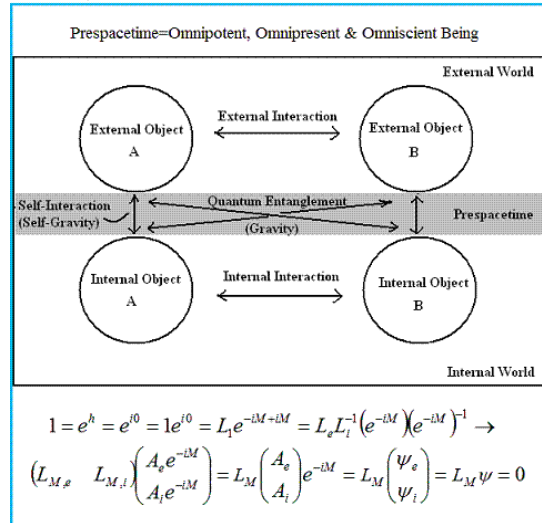 Prespacetime=Omnipotent, Omnipresent & Omniscient Being
External World
External Object
A
External Interaction
External Object
B
Self-Interaction
(Self-Gravity)
Quantum Entanglement
(Gravity)
Prespacetime
Internal Object
A
Internal Interaction
Internal Object
B
Internal World
1 = e^h = e^{i0} = 1e^{i0} = L_1 e^{-iM+iM} = L_e L_i^{-1} (e^{-iM})(e^{-iM})^{-1} →
(L_{M,e} L_{M,i}) (A_e e^{-iM} A_i e^{-iM}) = L_M (A_e A_i) e^{-iM} = L_M (ψ_e ψ_i) = L_M ψ = 0